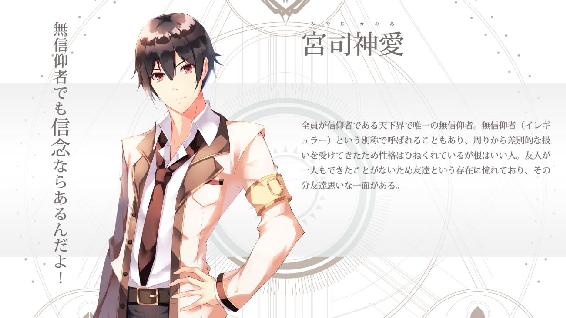 無信仰者でも信念ならあるんだよ！
宮司神愛
全員が信仰者である天下界で唯一の無信仰者。無信仰者（イレギ
ュラー）という別称で呼ばれることもあり、周りから差別的な扱
いを受けてきたため性格はひねくれているが根はいい人。友人が
一人もできたことがないため友達という存在に憧れており、その
分友達思いな一面がある。